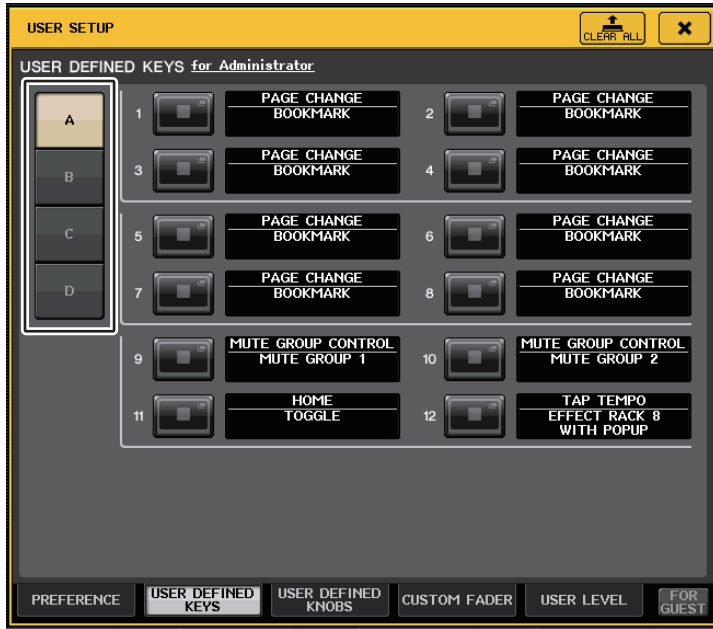 USER SETUP
CLEAR ALL
USER DEFINED KEYS for Administrator
A
B
C
D
1
PAGE CHANGE
BOOKMARK
2
PAGE CHANGE
BOOKMARK
3
PAGE CHANGE
BOOKMARK
4
PAGE CHANGE
BOOKMARK
5
PAGE CHANGE
BOOKMARK
6
PAGE CHANGE
BOOKMARK
7
PAGE CHANGE
BOOKMARK
8
PAGE CHANGE
BOOKMARK
9
MUTE GROUP CONTROL
MUTE GROUP 1
10
MUTE GROUP CONTROL
MUTE GROUP 2
11
HOME
TOGGLE
12
TAP TEMPO
EFFECT RACK 8
WITH POPUP
PREFERENCE
USER DEFINED
KEYS
USER DEFINED
KNOBS
CUSTOM FADER
USER LEVEL
FOR
GUEST